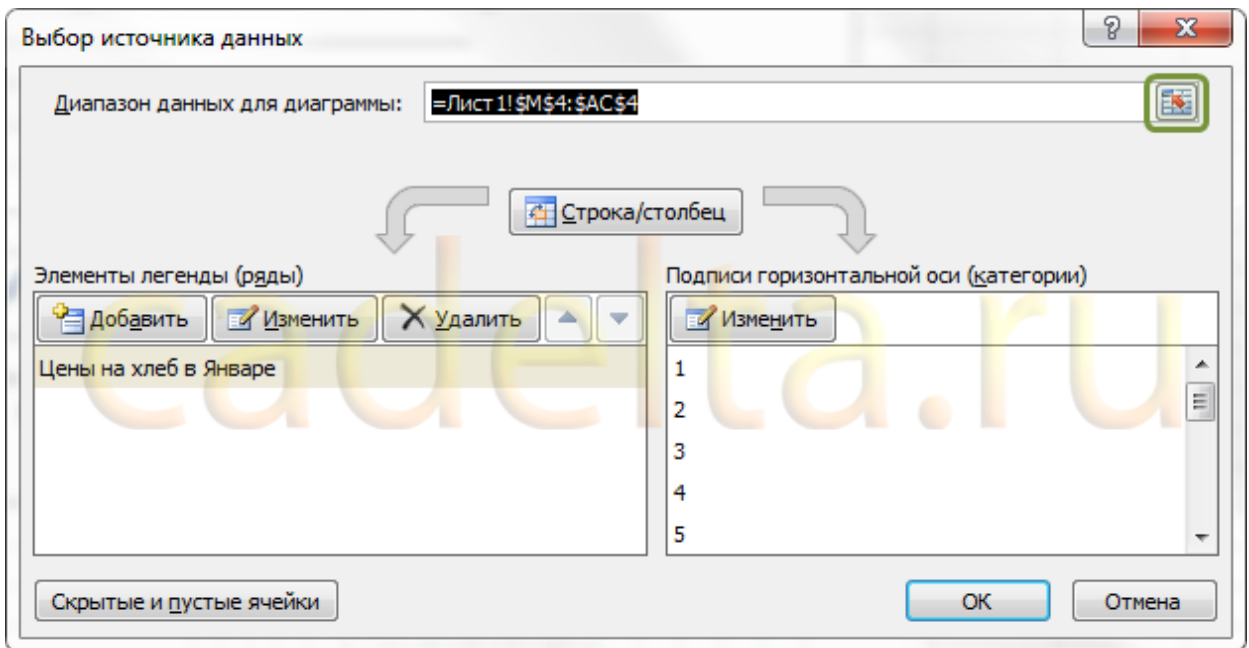 Выбор источника данных
Диапазон данных для диаграммы: =Лист1!$M$4:$AC$4
Строка/столбец
Элементы легенды (ряды)
Добавить Изменить Удалить
Цены на хлеб в Январе
Подписи горизонтальной оси (категории)
Изменить
1
2
3
4
5
cadelta.ru
Скрытые и пустые ячейки
ОК Отмена